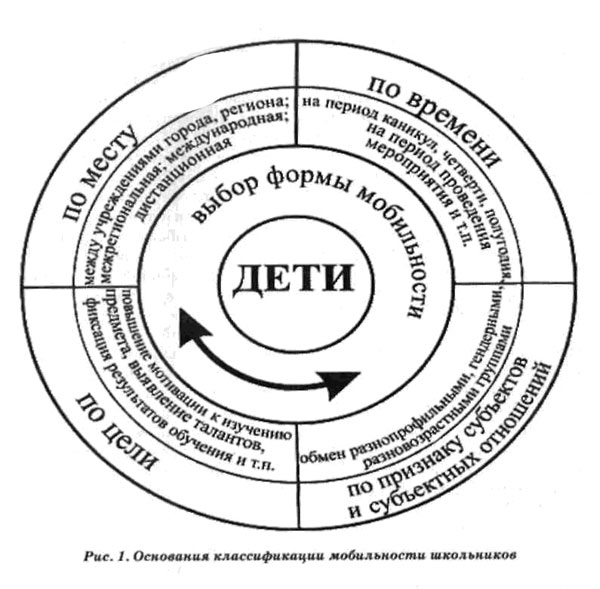 по месту
между учреждениями города, региона;
межрегиональная; международная;
дистанционная
по времени
на период каникул, четверти, полугодия,
на период проведения
мероприятия и т.п.
выбор формы мобильности
ДЕТИ
повышение мотивации к изучению
предмета, выявление талантов,
фиксация результатов обучения и т.п.
по цели
обмен разнопрофильными, гендерными,
разновозрастными группами
по признаку субъектов
и субъектных отношений
Рис. 1. Основания классификации мобильности школьников